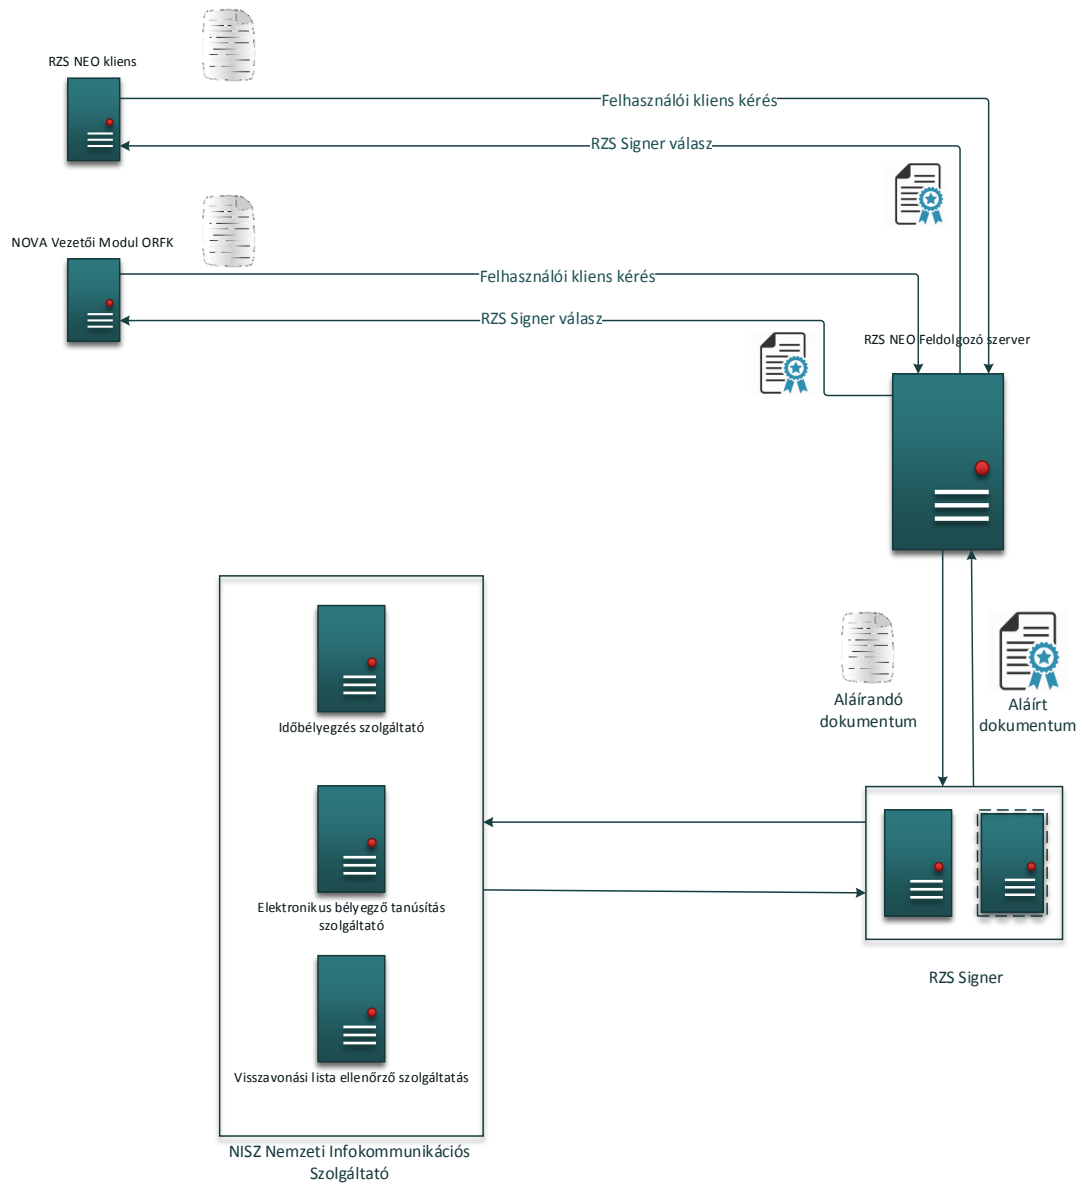 RZS NEO kliens
Felhasználói kliens kérés
RZS Signer válasz
NOVA Vezetői Modul ORFK
Felhasználói kliens kérés
RZS Signer válasz
RZS NEO Feldolgozó szerver
Aláírandó
dokumentum
Aláírt
dokumentum
Időbélyegzés szolgáltató
Elektronikus bélyegző tanúsítás
szolgáltató
RZS Signer
Visszavonási lista ellenőrző szolgáltatás
NISZ Nemzeti Infokommunikációs
Szolgáltató